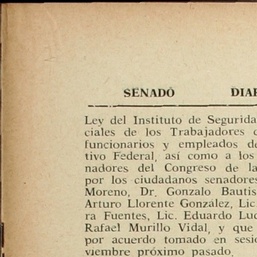 SENADO DIAR
Ley del Instituto de Segurida
ciales de los Trabajadores
funcionarios y empleados de
tivo Federal, así como a los
nadores del Congreso de la
por los ciudadanos senadores
Moreno, Dr. Gonzalo Bautis
Arturo Llorente González, Lic
ra Fuentes, Lic. Eduardo Luc
Rafael Murillo Vidal, y que
por acuerdo tomado en sesi
viembre próximo pasado,